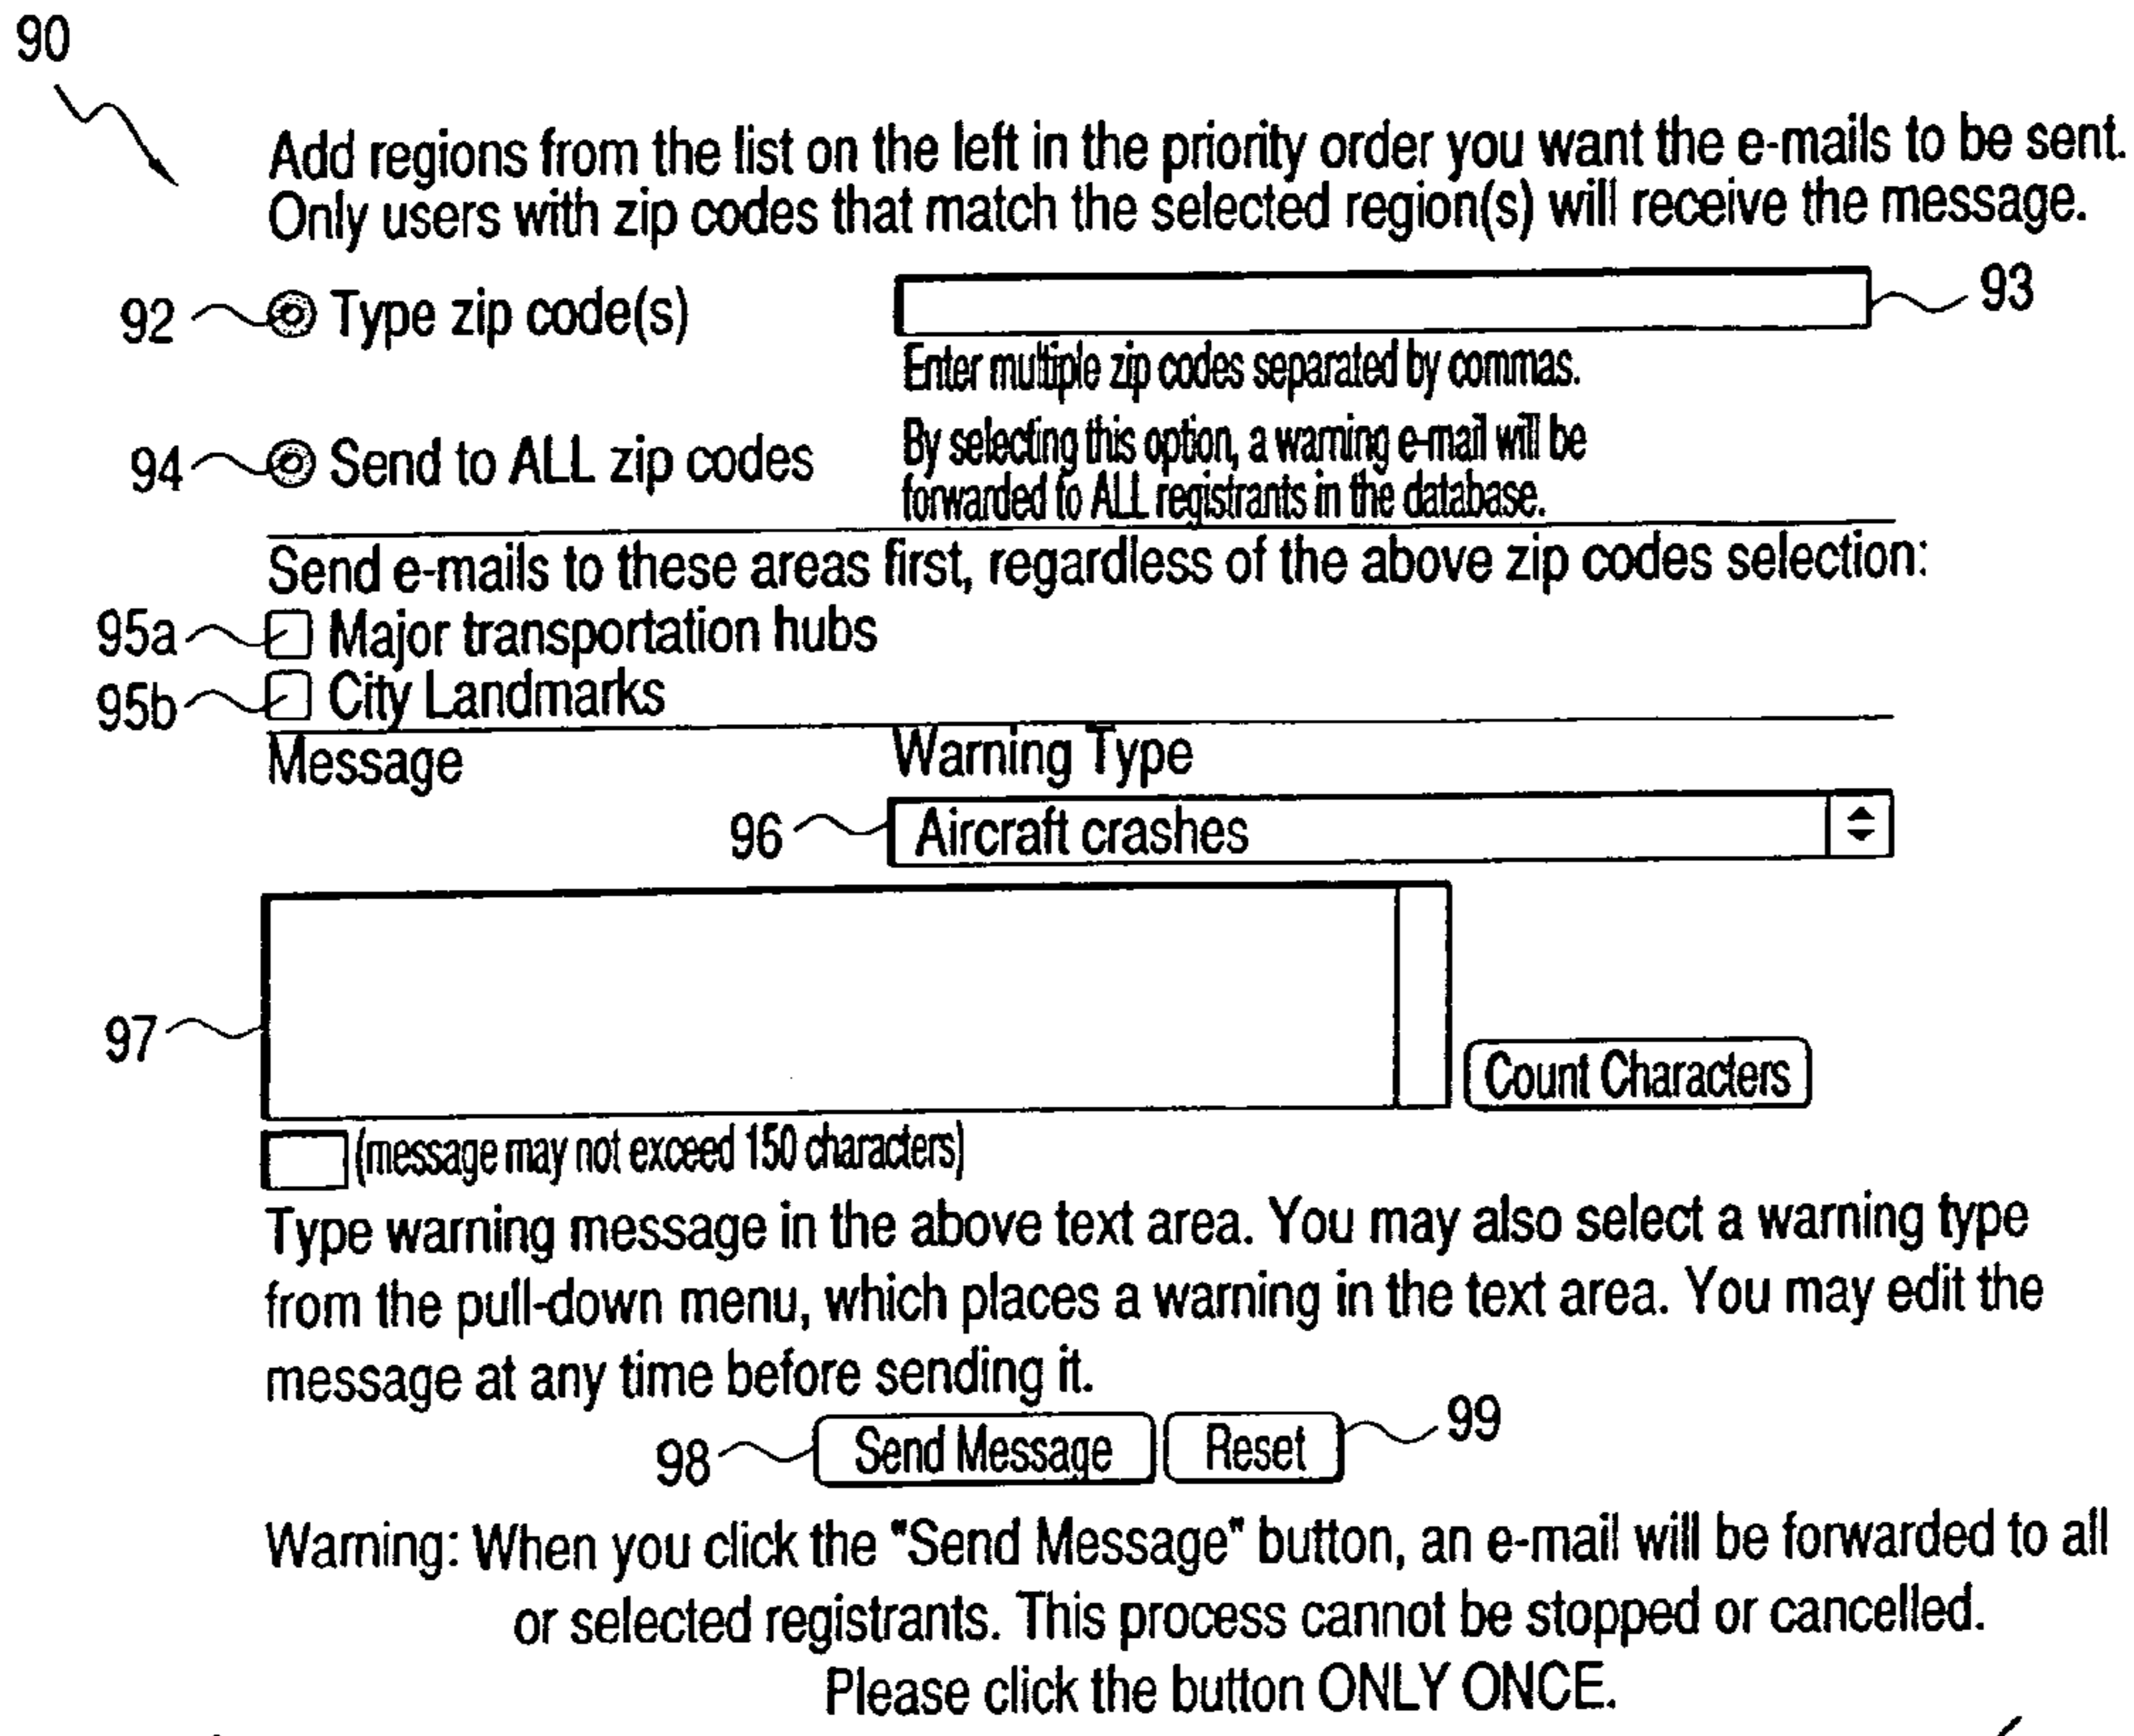 90
Add regions from the list on the left in the priority order you want the e-mails to be sent.
Only users with zip codes that match the selected region(s) will receive the message.
92 Type zip code(s) 93
Enter multiple zip codes separated by commas.
94 Send to ALL zip codes
By selecting this option, a warning e-mail will be
forwarded to ALL registrants in the database.
Send e-mails to these areas first, regardless of the above zip codes selection:
95a Major transportation hubs
95b City Landmarks
Message Warning Type
96 Aircraft crashes
97
Count Characters
(message may not exceed 150 characters)
Type warning message in the above text area. You may also select a warning type
from the pull-down menu, which places a warning in the text area. You may edit the
message at any time before sending it.
98 Send Message Reset 99
Warning: When you click the "Send Message" button, an e-mail will be forwarded to all
or selected registrants. This process cannot be stopped or cancelled.
Please click the button ONLY ONCE.